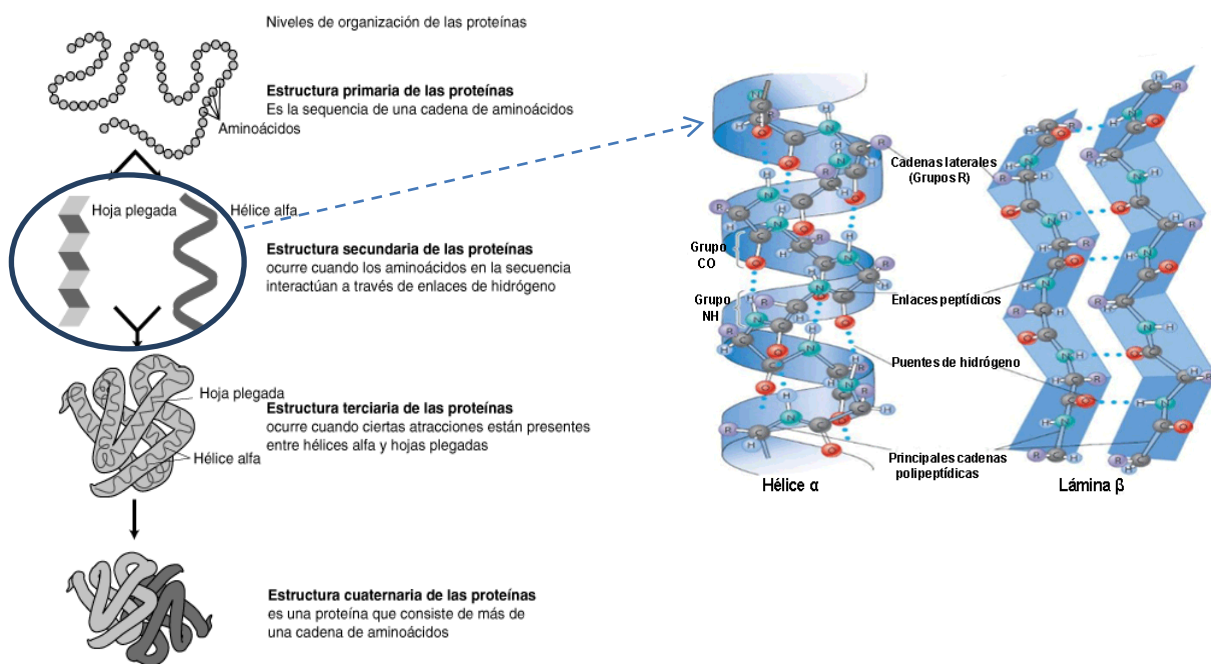 Niveles de organización de las proteínas
Estructura primaria de las proteínas
Es la sequencia de una cadena de aminoácidos
Aminoácidos
Hoja plegada
Hélice alfa
Estructura secundaria de las proteínas
ocurre cuando los aminoácidos en la secuencia
interactúan a través de enlaces de hidrógeno
Hoja plegada
Hélice alfa
Estructura terciaria de las proteínas
ocurre cuando ciertas atracciones están presentes
entre hélices alfa y hojas plegadas
Estructura cuaternaria de las proteínas
es una proteína que consiste de más de
una cadena de aminoácidos
Cadenas laterales
(Grupos R)
Grupo
CO
Grupo
NH
Enlaces peptídicos
Puentes de hidrógeno
Principales cadenas
polipeptídicas
Hélice α
Lámina β